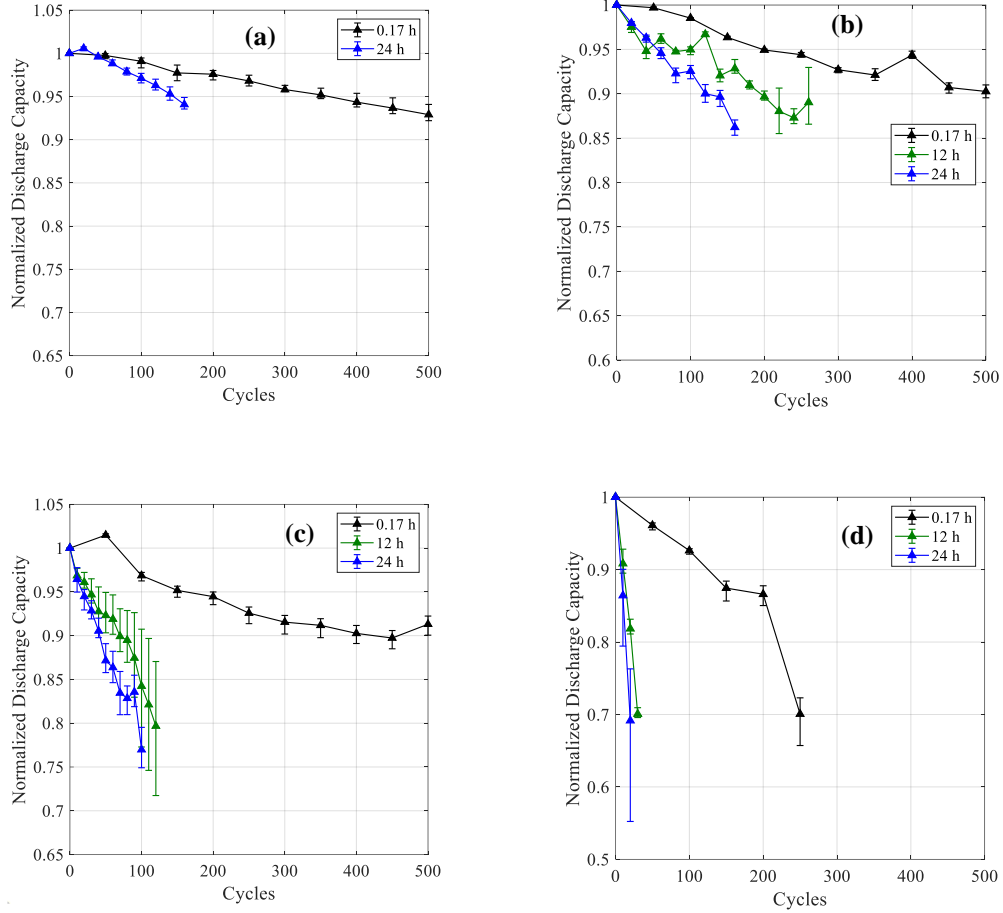 (a)
0.17 h
24 h
Normalized Discharge Capacity
1.05
1
0.95
0.9
0.85
0.8
0.75
0.7
0.65
0 100 200 300 400 500
Cycles
(b)
0.17 h
12 h
24 h
Normalized Discharge Capacity
1
0.95
0.9
0.85
0.8
0.75
0.7
0.65
0.6
0 100 200 300 400 500
Cycles
(c)
0.17 h
12 h
24 h
Normalized Discharge Capacity
1.05
1
0.95
0.9
0.85
0.8
0.75
0.7
0.65
0 100 200 300 400 500
Cycles
(d)
0.17 h
12 h
24 h
Normalized Discharge Capacity
1
0.9
0.8
0.7
0.6
0.5
0 100 200 300 400 500
Cycles